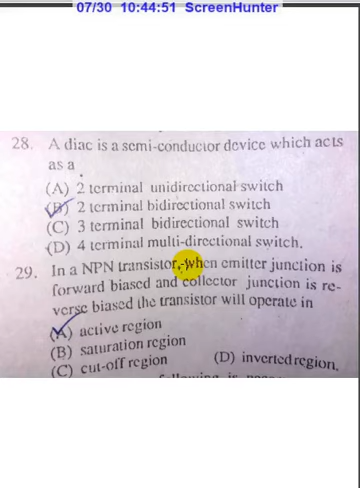 07/30 10:44:51 ScreenHunter
28. A diac is a semi-conductor device which acts
as a
(A) 2 terminal unidirectional switch
(B) 2 terminal bidirectional switch
(C) 3 terminal bidirectional switch
(D) 4 terminal multi-directional switch.
29. In a NPN transistor, when emitter junction is
forward biased and collector junction is re-
verse biased the transistor will operate in
(A) active region
(B) saturation region
(C) cut-off region (D) inverted region.
is